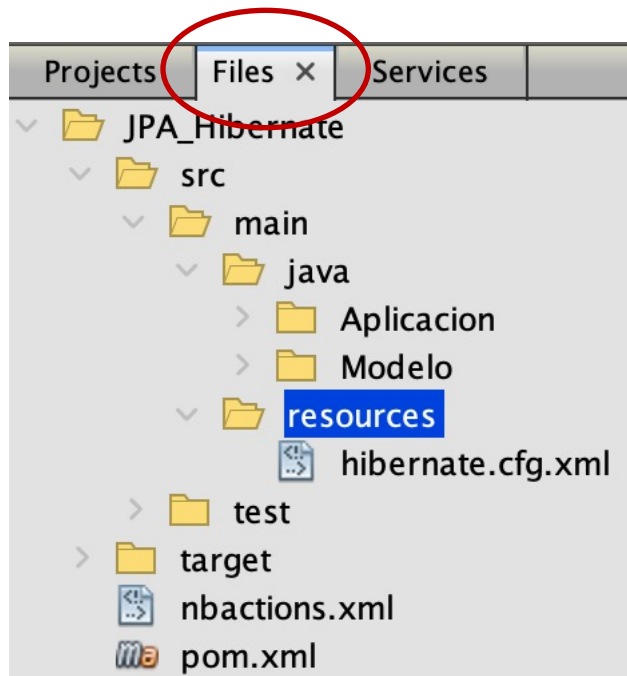 Projects Files × Services
JPA_Hibernate
src
main
java
Aplicacion
Modelo
resources
hibernate.cfg.xml
test
target
nbactions.xml
pom.xml